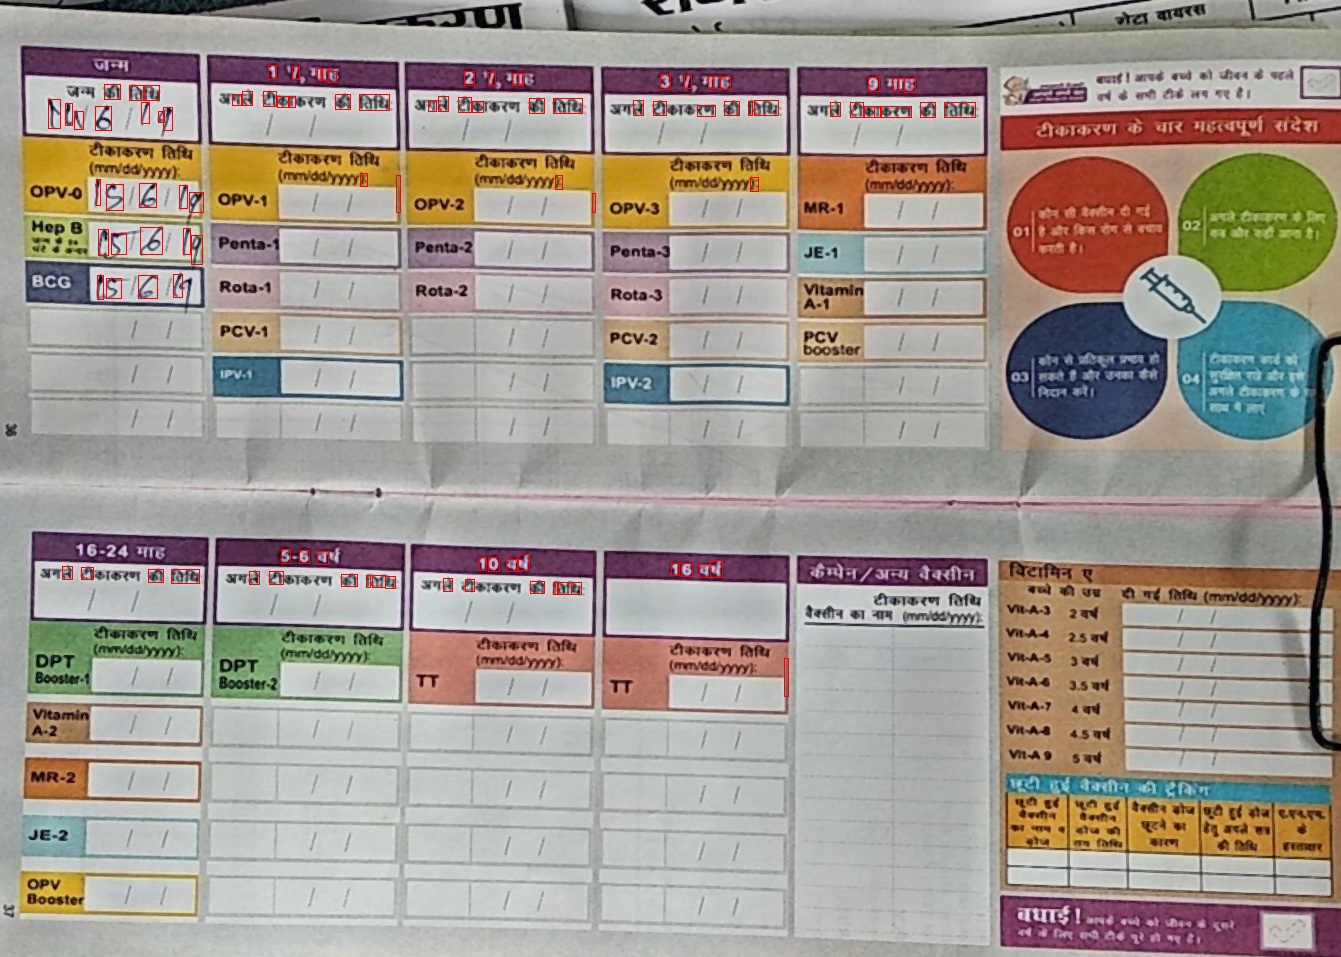 रोटा वायरस
जन्म
जन्म की तिथि
14/6/19
टीकाकरण तिथि
(mm/dd/yyyy):
OPV-0 15/6/19
Hep B
जन्म के 24
घंटे के अन्दर
15/6/19
BCG 15/6/19
1 ½ माह
अगले टीकाकरण की तिथि:
/ /
टीकाकरण तिथि
(mm/dd/yyyy):
OPV-1 / /
Penta-1 / /
Rota-1 / /
PCV-1 / /
IPV-1 / /
2 ½ माह
अगले टीकाकरण की तिथि:
/ /
टीकाकरण तिथि
(mm/dd/yyyy):
OPV-2 / /
Penta-2 / /
Rota-2 / /
3 ½ माह
अगले टीकाकरण की तिथि:
/ /
टीकाकरण तिथि
(mm/dd/yyyy):
OPV-3 / /
Penta-3 / /
Rota-3 / /
PCV-2 / /
IPV-2 / /
9 माह
अगले टीकाकरण की तिथि:
/ /
टीकाकरण तिथि
(mm/dd/yyyy):
MR-1 / /
JE-1 / /
Vitamin
A-1 / /
PCV
booster / /
बधाई! आपके बच्चे को जीवन के पहले
वर्ष के सभी टीके लग गए है।
टीकाकरण के चार महत्वपूर्ण संदेश
01 कौन सी वैक्सीन दी गई
है और किस रोग से बचाव
करती है।
02 अगले टीकाकरण के लिए
कब और कहाँ आना है।
03 कौन से प्रतिकूल प्रभाव हो
सकते हैं और उनका कैसे
निदान करें।
04 टीकाकरण कार्ड को
सुरक्षित रखें और इसे
अगले टीकाकरण के
साथ में लाएं
36
16-24 माह
अगले टीकाकरण की तिथि:
/ /
टीकाकरण तिथि
(mm/dd/yyyy):
DPT
Booster-1 / /
Vitamin
A-2 / /
MR-2 / /
JE-2 / /
OPV
Booster / /
5-6 वर्ष
अगले टीकाकरण की तिथि:
/ /
टीकाकरण तिथि
(mm/dd/yyyy):
DPT
Booster-2 / /
10 वर्ष
अगले टीकाकरण की तिथि:
/ /
टीकाकरण तिथि
(mm/dd/yyyy):
TT / /
16 वर्ष
टीकाकरण तिथि
(mm/dd/yyyy):
TT / /
कैम्पेन/अन्य वैक्सीन
टीकाकरण तिथि
वैक्सीन का नाम (mm/dd/yyyy):
विटामिन ए
बच्चे की उम्र दी गई तिथि (mm/dd/yyyy):
Vit-A-3 2 वर्ष / /
Vit-A-4 2.5 वर्ष / /
Vit-A-5 3 वर्ष / /
Vit-A-6 3.5 वर्ष / /
Vit-A-7 4 वर्ष / /
Vit-A-8 4.5 वर्ष / /
Vit-A 9 5 वर्ष / /
छूटी हुई वैक्सीन की ट्रैकिंग
छूटी हुई वैक्सीन का नाम व डोज
छूटी हुई डोज की तय तिथि
वैक्सीन डोज छूटने का कारण
छूटी हुई डोज हेतु अगले सत्र की तिथि
ए.एन.एम. के हस्ताक्षर
बधाई! आपके बच्चे को जीवन के दूसरे
वर्ष के लिए सभी टीके पूरे हो गए है।
37